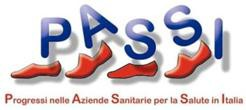 PASSI
Progressi nelle Aziende Sanitarie per la Salute in Italia